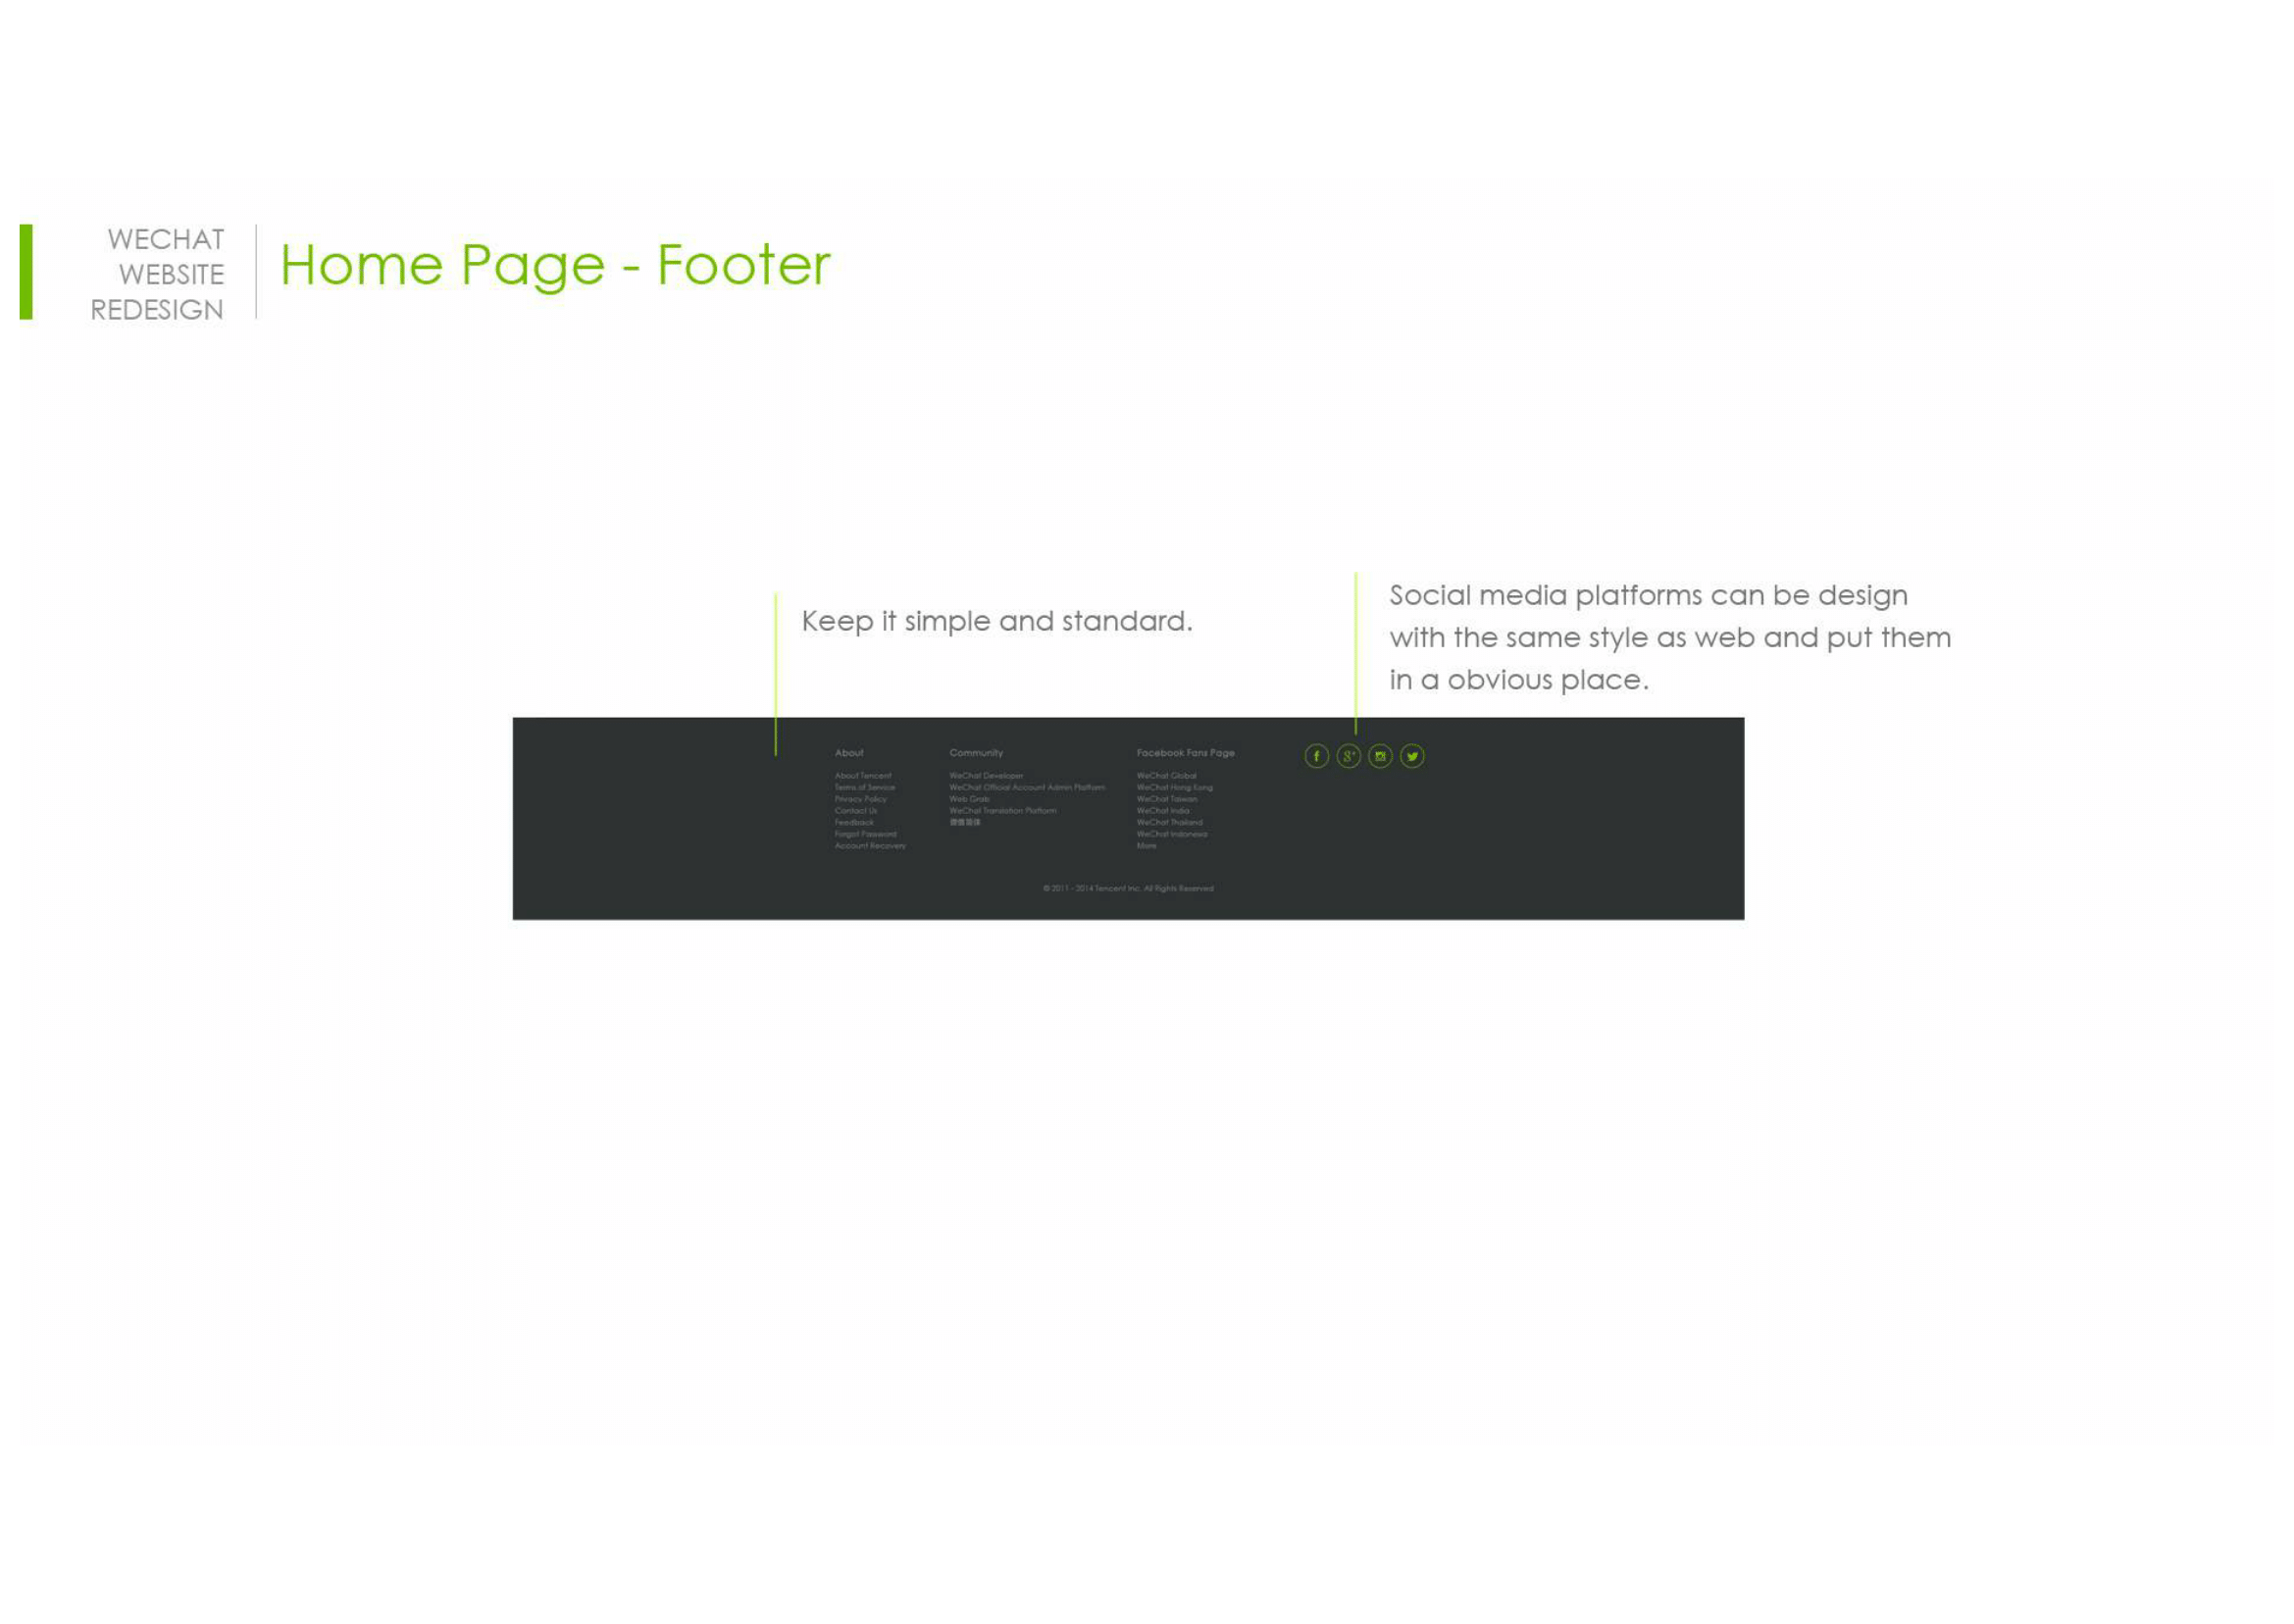 WECHAT
WEBSITE
REDESIGN
Home Page - Footer
Keep it simple and standard.
Social media platforms can be design
with the same style as web and put them
in a obvious place.
About
About Tencent
Terms of Service
Privacy Policy
Contact Us
Feedback
Forgot Password
Account Recovery
Community
WeChat Developer
WeChat Official Account Admin Platform
Web Grab
WeChat Translation Platform
Facebook Fans Page
WeChat Global
WeChat Hong Kong
WeChat Taiwan
WeChat India
WeChat Thailand
WeChat Indonesia
More
© 2011 - 2014 Tencent Inc. All Rights Reserved